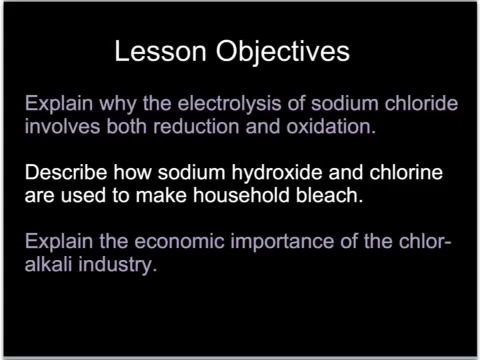 Lesson Objectives
Explain why the electrolysis of sodium chloride
involves both reduction and oxidation.
Describe how sodium hydroxide and chlorine
are used to make household bleach.
Explain the economic importance of the chlor-
alkali industry.